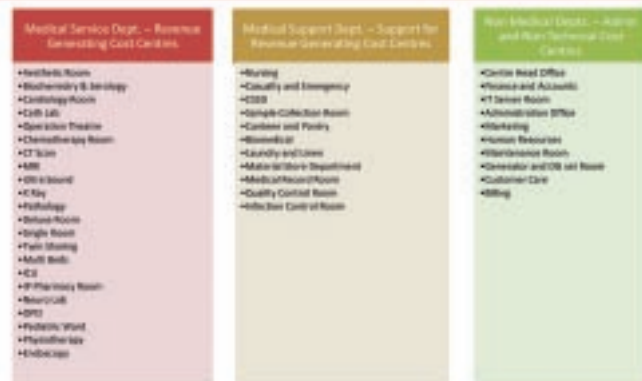 Medical Service Dept. – Revenue
Generating Cost Centres
•Aesthetic Room
•Biochemistry & Serology
•Cardiology Room
•Cath Lab
•Operation Theatre
•Chemotherapy Room
•CT Scan
•MRI
•Ultra Sound
•X Ray
•Pathology
•Deluxe Room
•Single Room
•Twin Sharing
•Multi Beds
•ICU
•IP Pharmacy Room
•Neuro Lab
•OPD
•Pediatric Ward
•Physiotherapy
•Endoscopy
Medical Support Dept. – Support for
Revenue Generating Cost Centres
•Nursing
•Casualty and Emergency
•CSSD
•Sample Collection Room
•Canteen and Pantry
•Biomedical
•Laundry and Linen
•Material Store Department
•Medical Record Room
•Quality Control Room
•Infection Control Room
Non Medical Depts. – Admin
and Non Technical Cost
Centres
•Centre Head Office
•Finance and Accounts
•IT Server Room
•Administration Office
•Marketing
•Human Resources
•Maintenance Room
•Generator and DG set Room
•Customer Care
•Billing